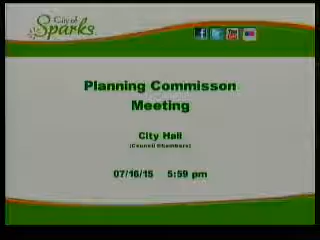 City of
Sparks
Planning Commisson
Meeting
City Hall
(Council Chambers)
07/16/15 5:59 pm